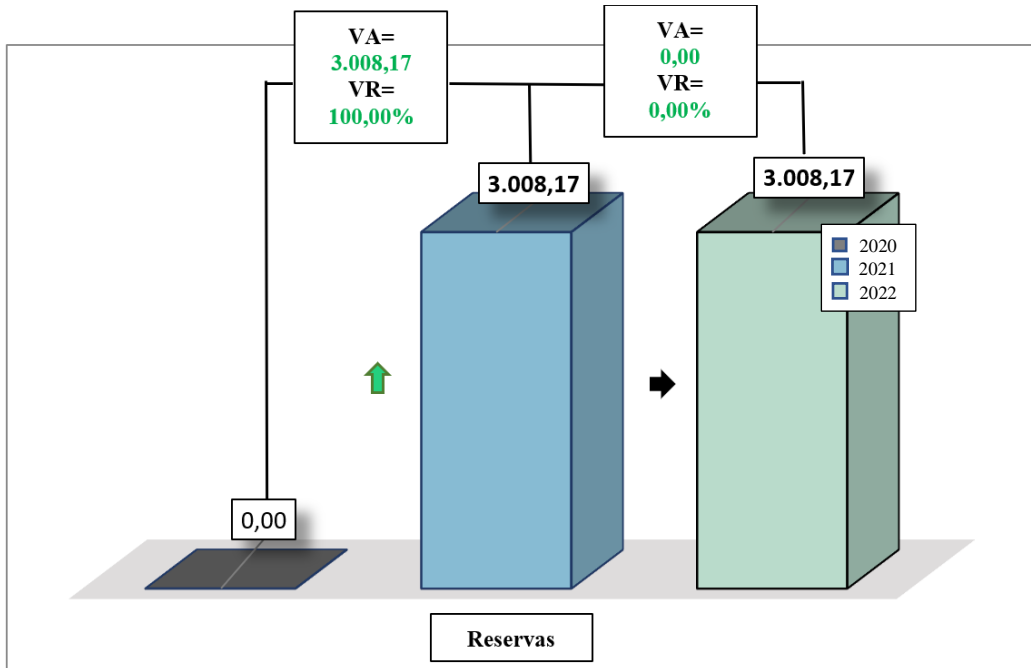 VA=
3.008,17
VR=
100,00%
VA=
0,00
VR=
0,00%
3.008,17
3.008,17
2020
2021
2022
0,00
Reservas